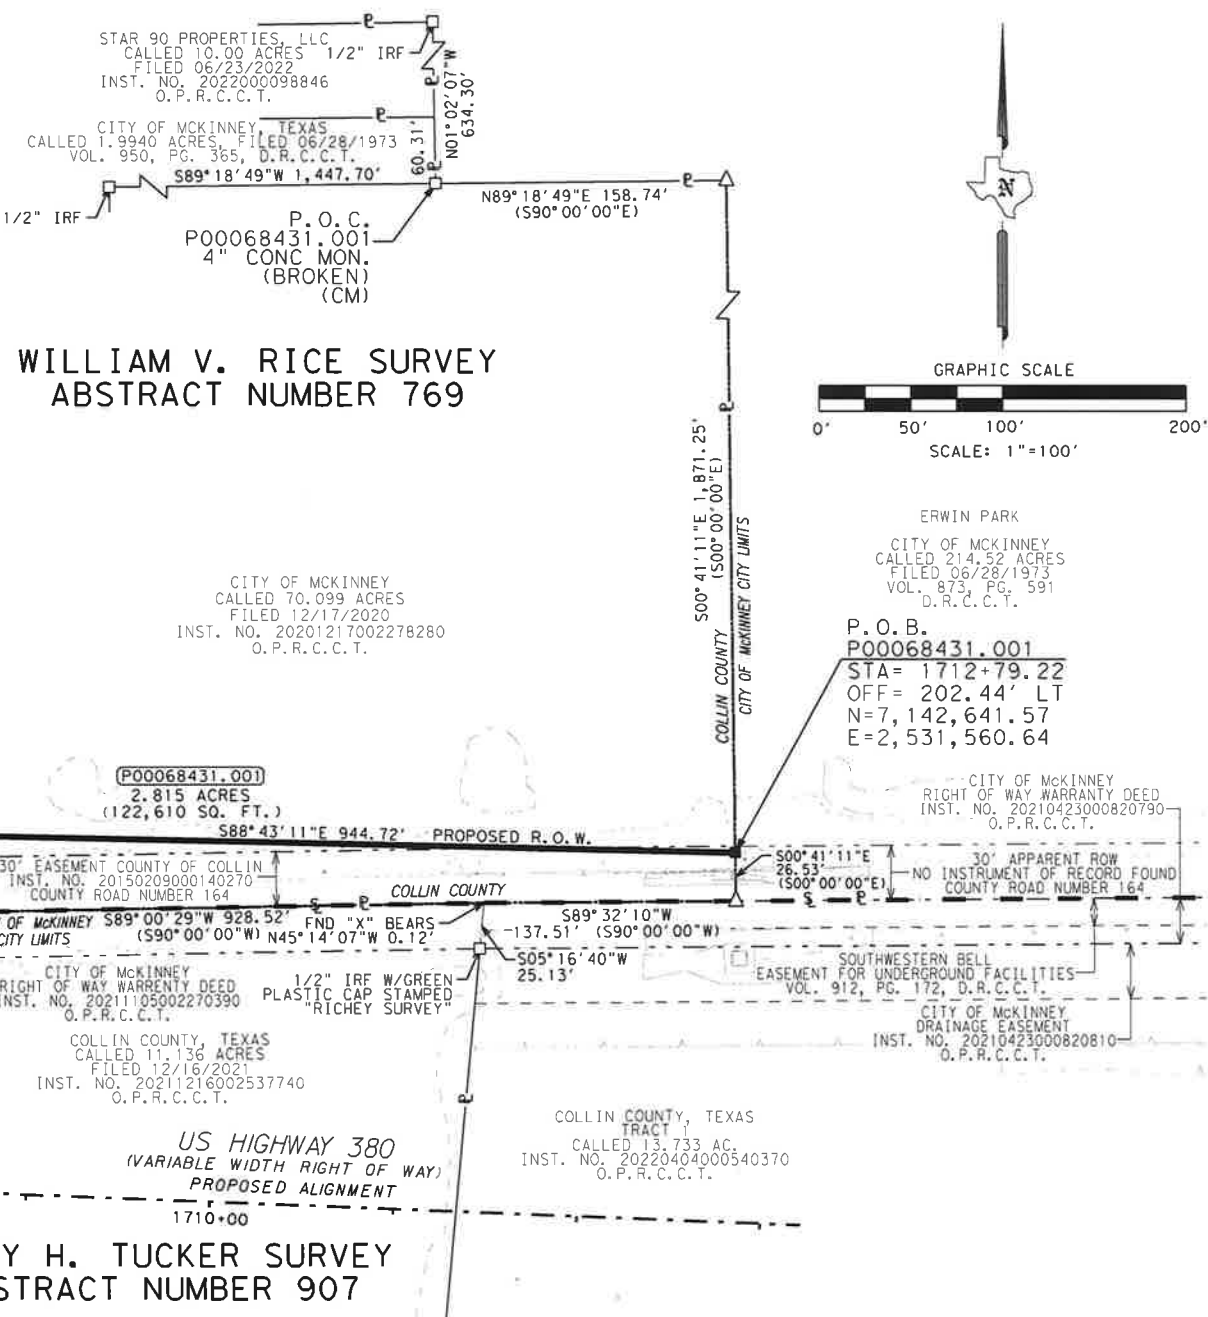 STAR 90 PROPERTIES, LLC
CALLED 10.00 ACRES
FILED 06/23/2022
INST. NO. 2022000098846
O.P.R.C.C.T.
1/2" IRF
N01°02'07"W
634.30'
60.31'
CITY OF MCKINNEY, TEXAS
CALLED 1.9940 ACRES, FILED 06/28/1973
VOL. 950, PG. 365, D.R.C.C.T.
S89°18'49"W 1,447.70'
1/2" IRF
N89°18'49"E 158.74'
(S90°00'00"E)
P.O.C.
P00068431.001
4" CONC MON.
(BROKEN)
(CM)
N
WILLIAM V. RICE SURVEY
ABSTRACT NUMBER 769
GRAPHIC SCALE
0' 50' 100' 200'
SCALE: 1"=100'
S00°41'11"E 1,871.25'
(S00°00'00"E)
COLLIN COUNTY
CITY OF McKINNEY CITY LIMITS
ERWIN PARK
CITY OF MCKINNEY
CALLED 214.52 ACRES
FILED 06/28/1973
VOL. 873, PG. 591
D.R.C.C.T.
CITY OF MCKINNEY
CALLED 70.099 ACRES
FILED 12/17/2020
INST. NO. 20201217002278280
O.P.R.C.C.T.
P.O.B.
P00068431.001
STA= 1712+79.22
OFF= 202.44' LT
N=7,142,641.57
E=2,531,560.64
P00068431.001
2.815 ACRES
(122,610 SQ. FT.)
S88°43'11"E 944.72' PROPOSED R.O.W.
CITY OF McKINNEY
RIGHT OF WAY WARRANTY DEED
INST. NO. 20210423000820790
O.P.R.C.C.T.
30' EASEMENT COUNTY OF COLLIN
INST. NO. 20150209000140270
COUNTY ROAD NUMBER 164
COLLIN COUNTY
S00°41'11"E
26.53'
(S00°00'00"E)
30' APPARENT ROW
NO INSTRUMENT OF RECORD FOUND
COUNTY ROAD NUMBER 164
OF McKINNEY
CITY LIMITS
S89°00'29"W 928.52'
(S90°00'00"W)
FND "X" BEARS
N45°14'07"W 0.12'
S89°32'10"W
137.51' (S90°00'00"W)
S05°16'40"W
25.13'
CITY OF McKINNEY
RIGHT OF WAY WARRENTY DEED
INST. NO. 20211105002270390
O.P.R.C.C.T.
1/2" IRF W/GREEN
PLASTIC CAP STAMPED
"RICHEY SURVEY"
SOUTHWESTERN BELL
EASEMENT FOR UNDERGROUND FACILITIES
VOL. 912, PG. 172, D.R.C.C.T.
CITY OF McKINNEY
DRAINAGE EASEMENT
INST. NO. 20210423000820810
O.P.R.C.C.T.
COLLIN COUNTY, TEXAS
CALLED 11.136 ACRES
FILED 12/16/2021
INST. NO. 20211216002537740
O.P.R.C.C.T.
COLLIN COUNTY, TEXAS
TRACT 1
CALLED 13.733 AC.
INST. NO. 20220404000540370
O.P.R.C.C.T.
US HIGHWAY 380
(VARIABLE WIDTH RIGHT OF WAY)
PROPOSED ALIGNMENT
1710+00
Y H. TUCKER SURVEY
STRACT NUMBER 907